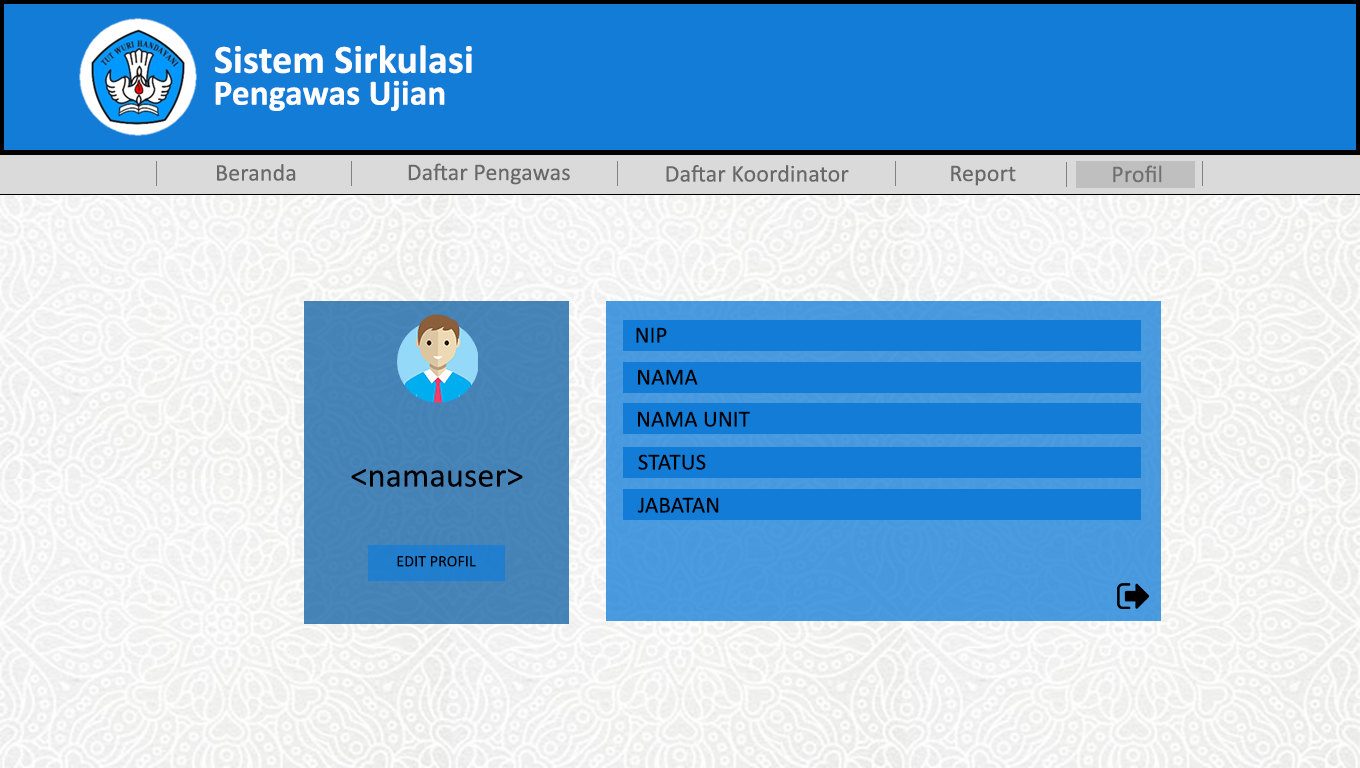 TUT WURI HANDAYANI
Sistem Sirkulasi
Pengawas Ujian
Beranda
Daftar Pengawas
Daftar Koordinator
Report
Profil
<namauser>
EDIT PROFIL
NIP
NAMA
NAMA UNIT
STATUS
JABATAN